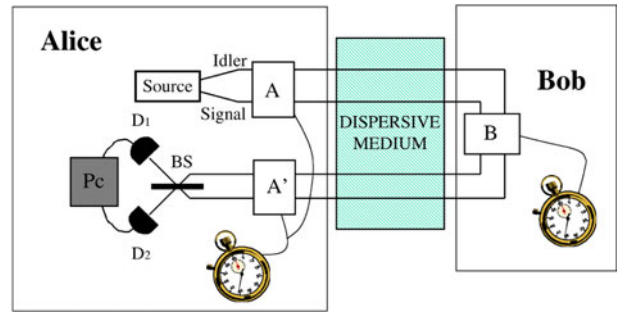 Alice
Idler
Source
A
Signal
DISPERSIVE
MEDIUM
Bob
B
D1
BS
Pc
A'
D2